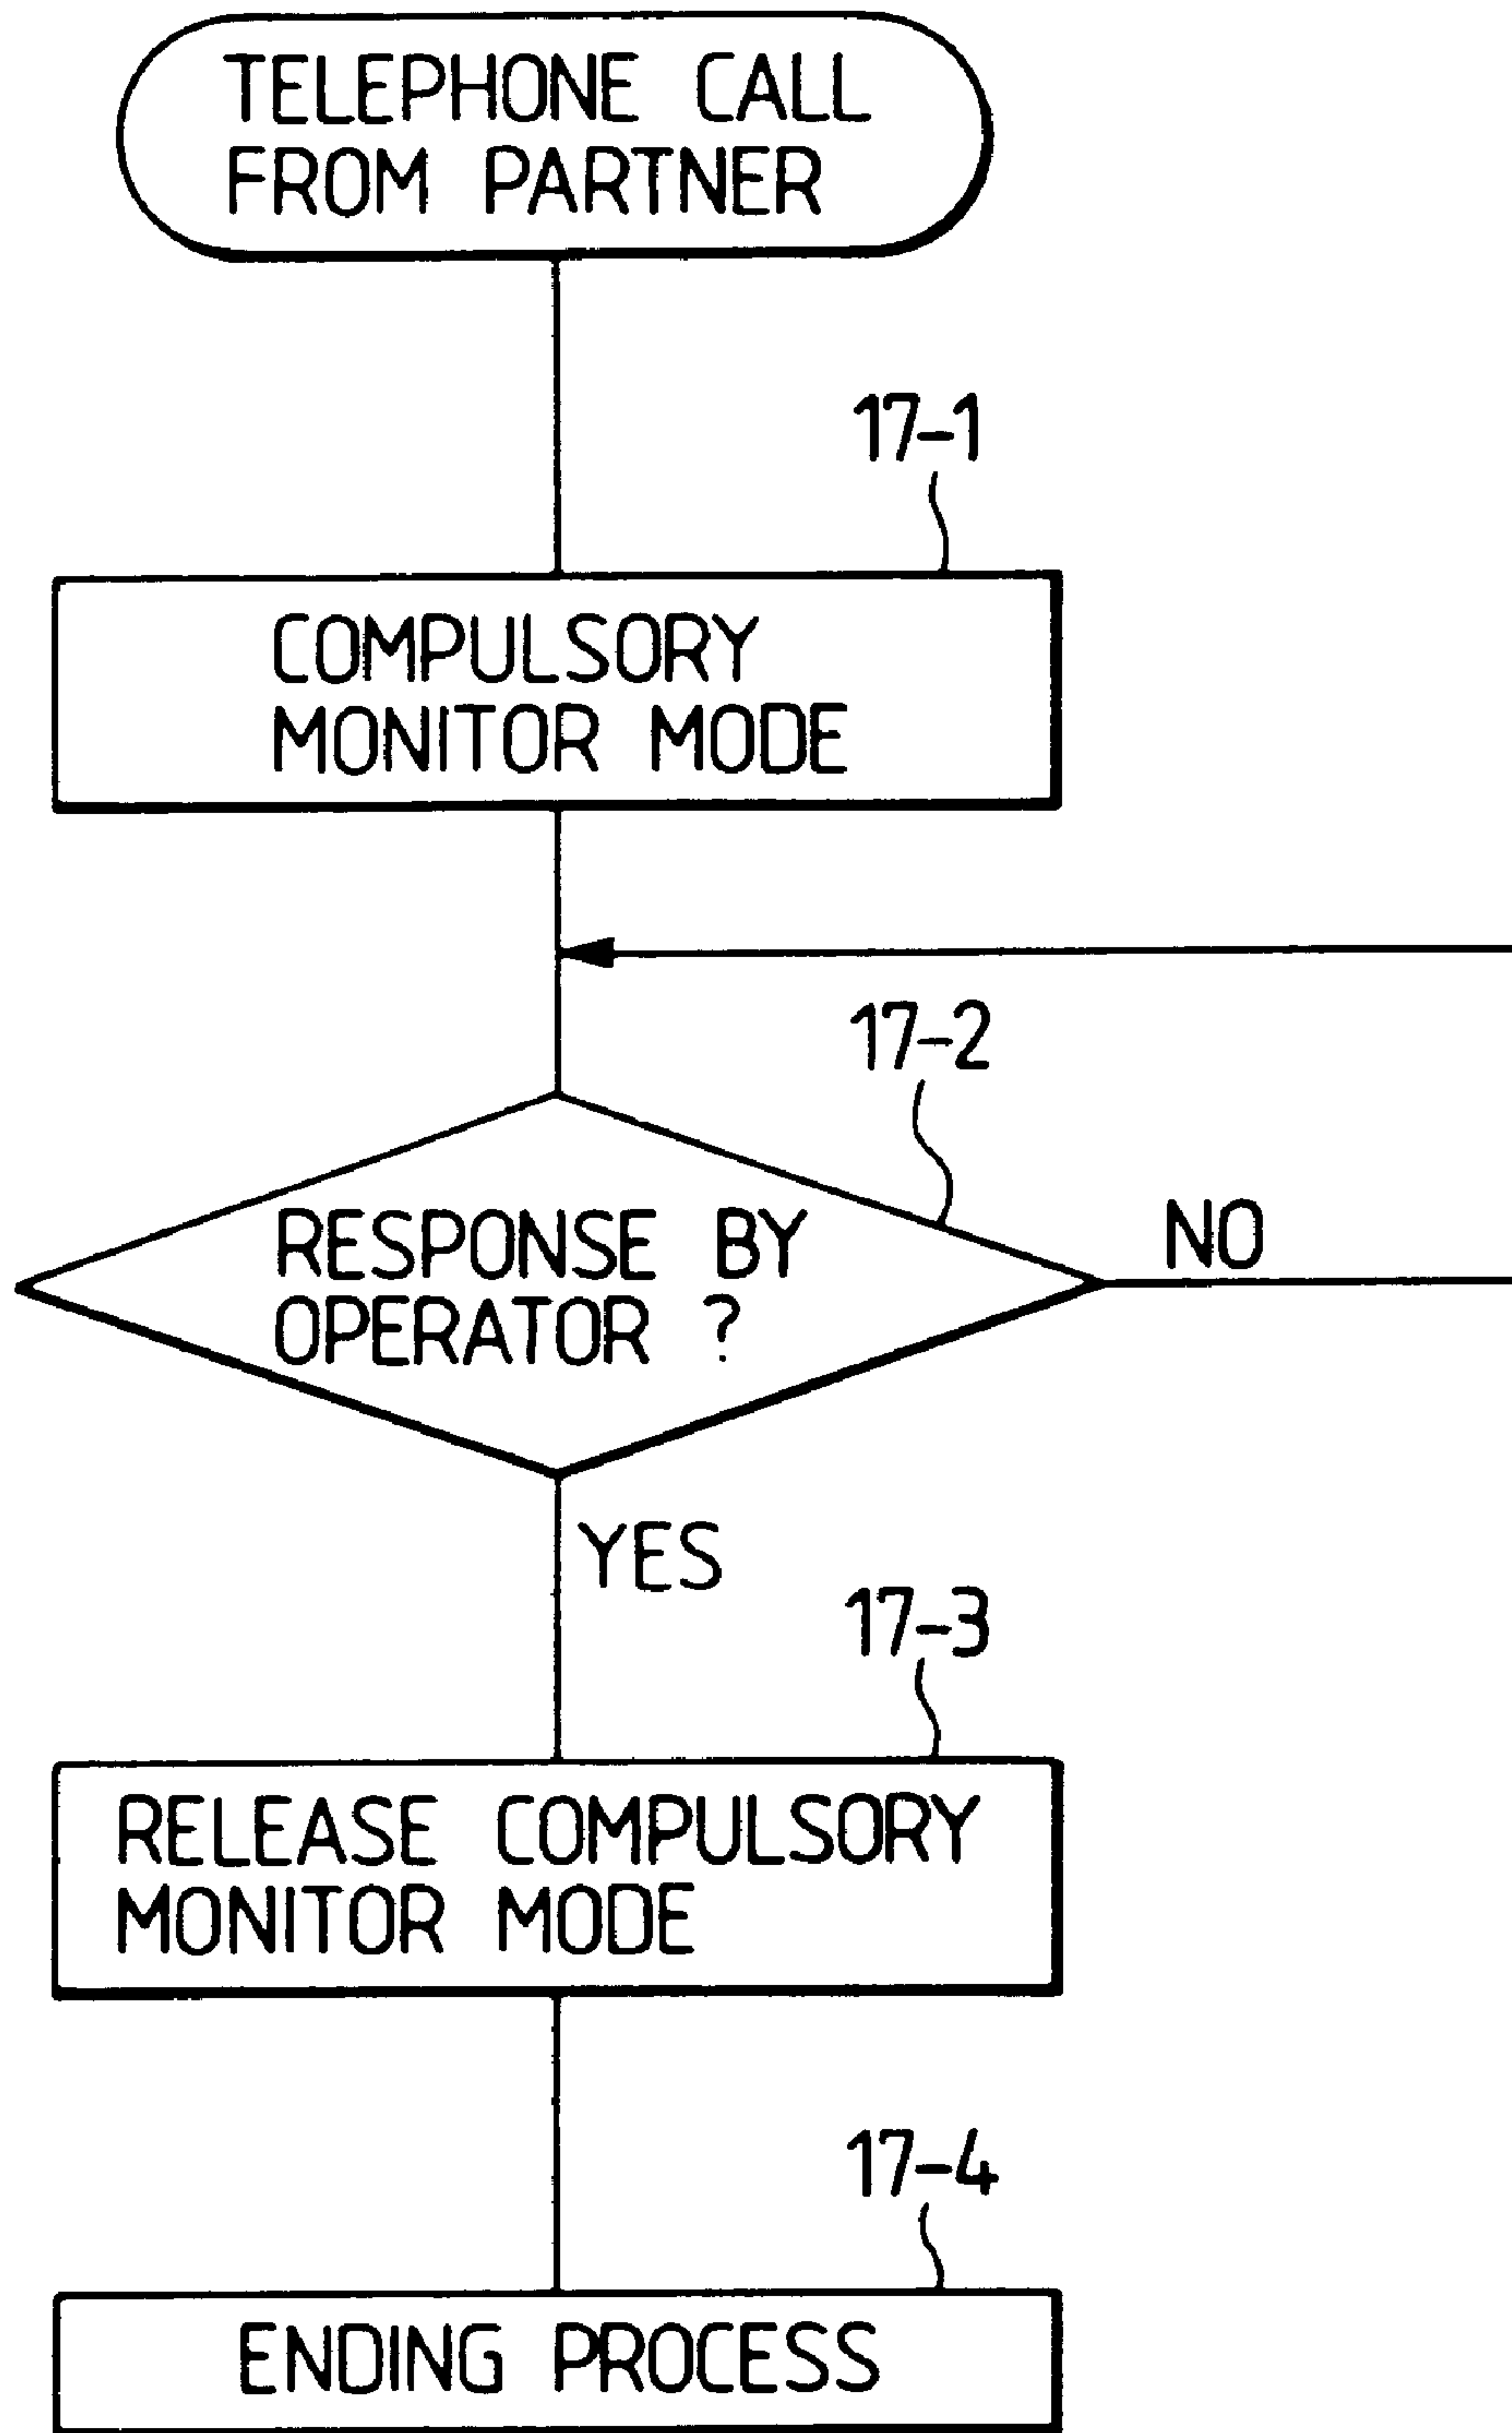 TELEPHONE CALL
FROM PARTNER
17-1
COMPULSORY
MONITOR MODE
17-2
RESPONSE BY
OPERATOR ?
NO
YES
17-3
RELEASE COMPULSORY
MONITOR MODE
17-4
ENDING PROCESS